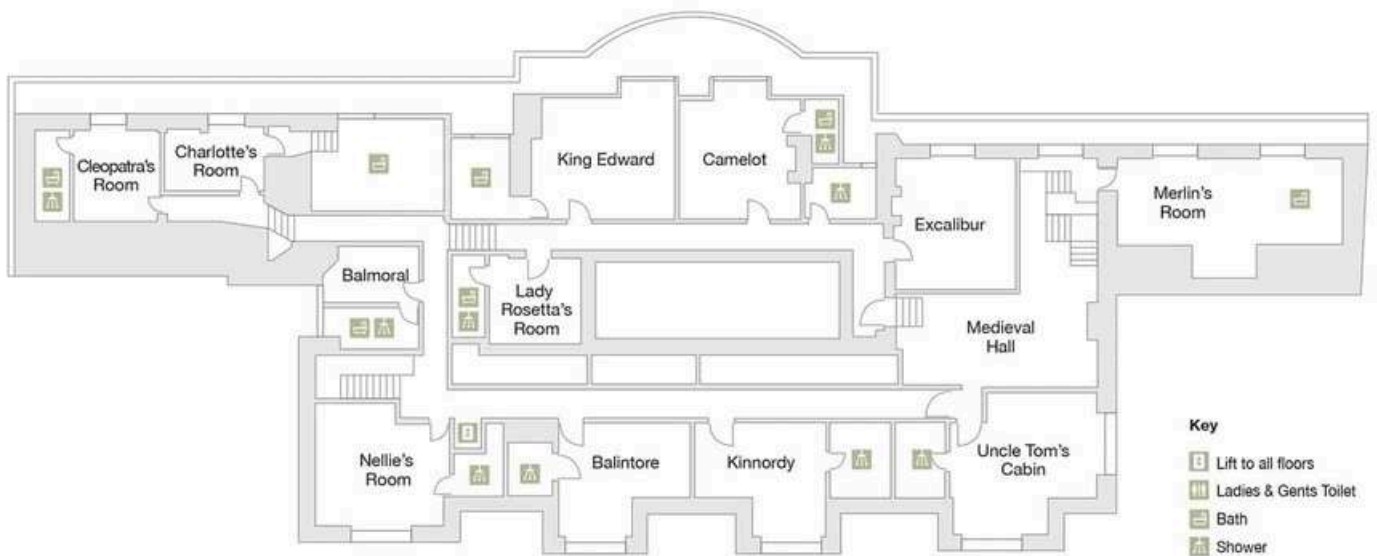 King Edward
Camelot
Cleopatra's
Room
Charlotte's
Room
Merlin's
Room
Excalibur
Balmoral
Lady
Rosetta's
Room
Medieval
Hall
Nellie's
Room
Balintore
Kinnordy
Uncle Tom's
Cabin
Key
Lift to all floors
Ladies & Gents Toilet
Bath
Shower